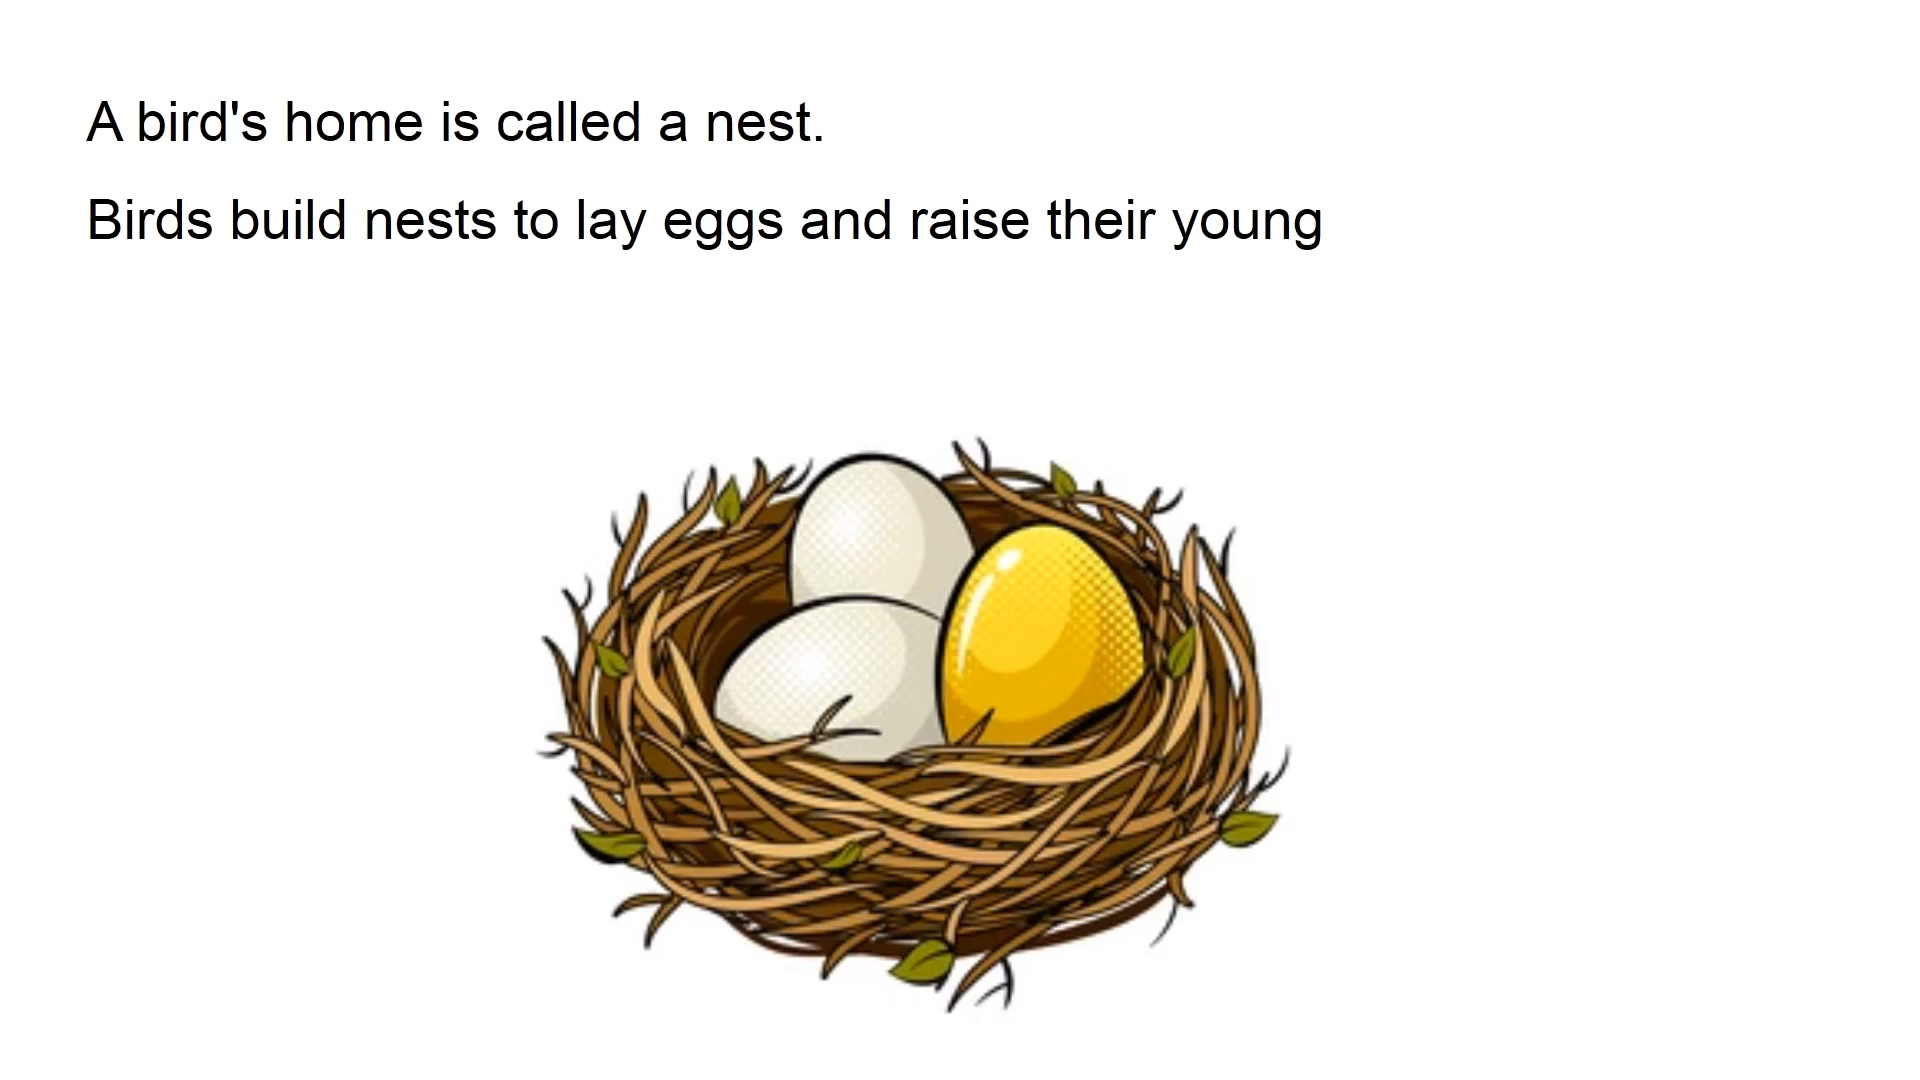 A bird's home is called a nest.
Birds build nests to lay eggs and raise their young